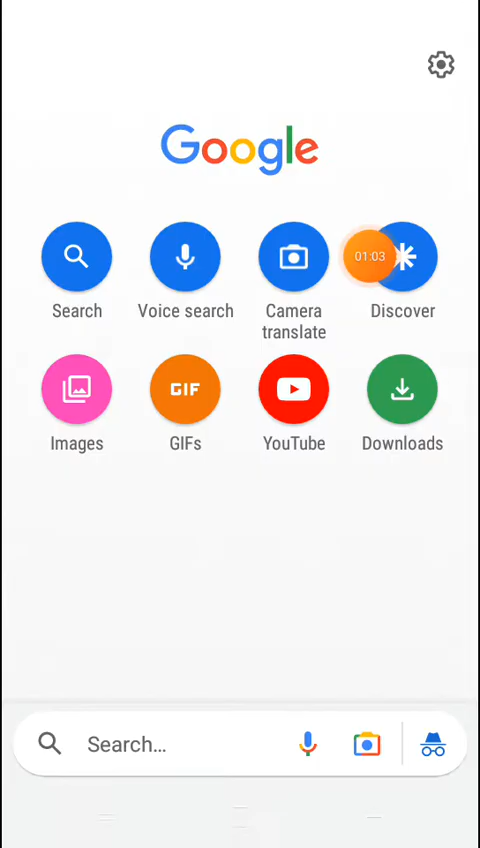 Google
01:03
Search
Voice search
Camera
translate
Discover
GIF
Images
GIFs
YouTube
Downloads
Search...